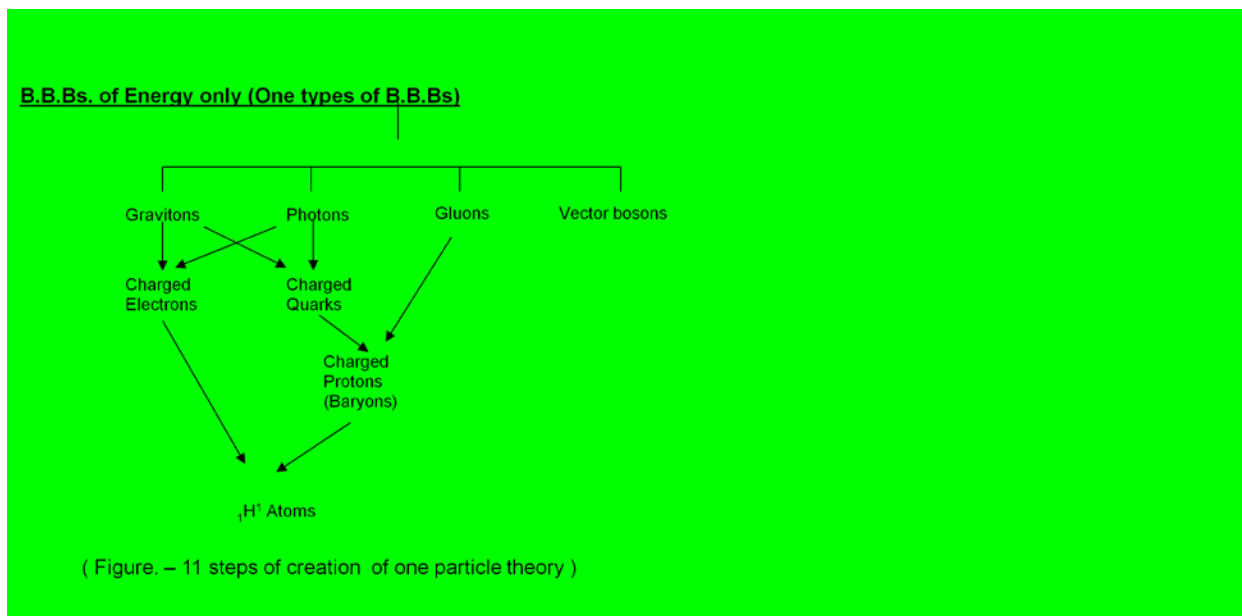 B.B.Bs. of Energy only (One types of B.B.Bs)
Gravitons Photons Gluons Vector bosons
Charged Charged
Electrons Quarks
Charged
Protons
(Baryons)
₁H¹ Atoms
( Figure. – 11 steps of creation of one particle theory )